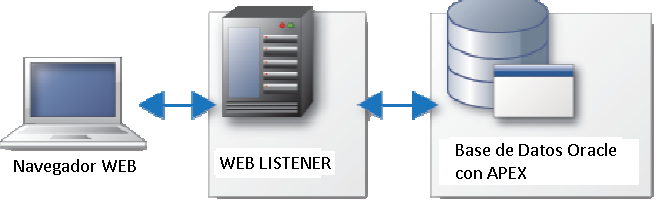 Navegador WEB
WEB LISTENER
Base de Datos Oracle
con APEX